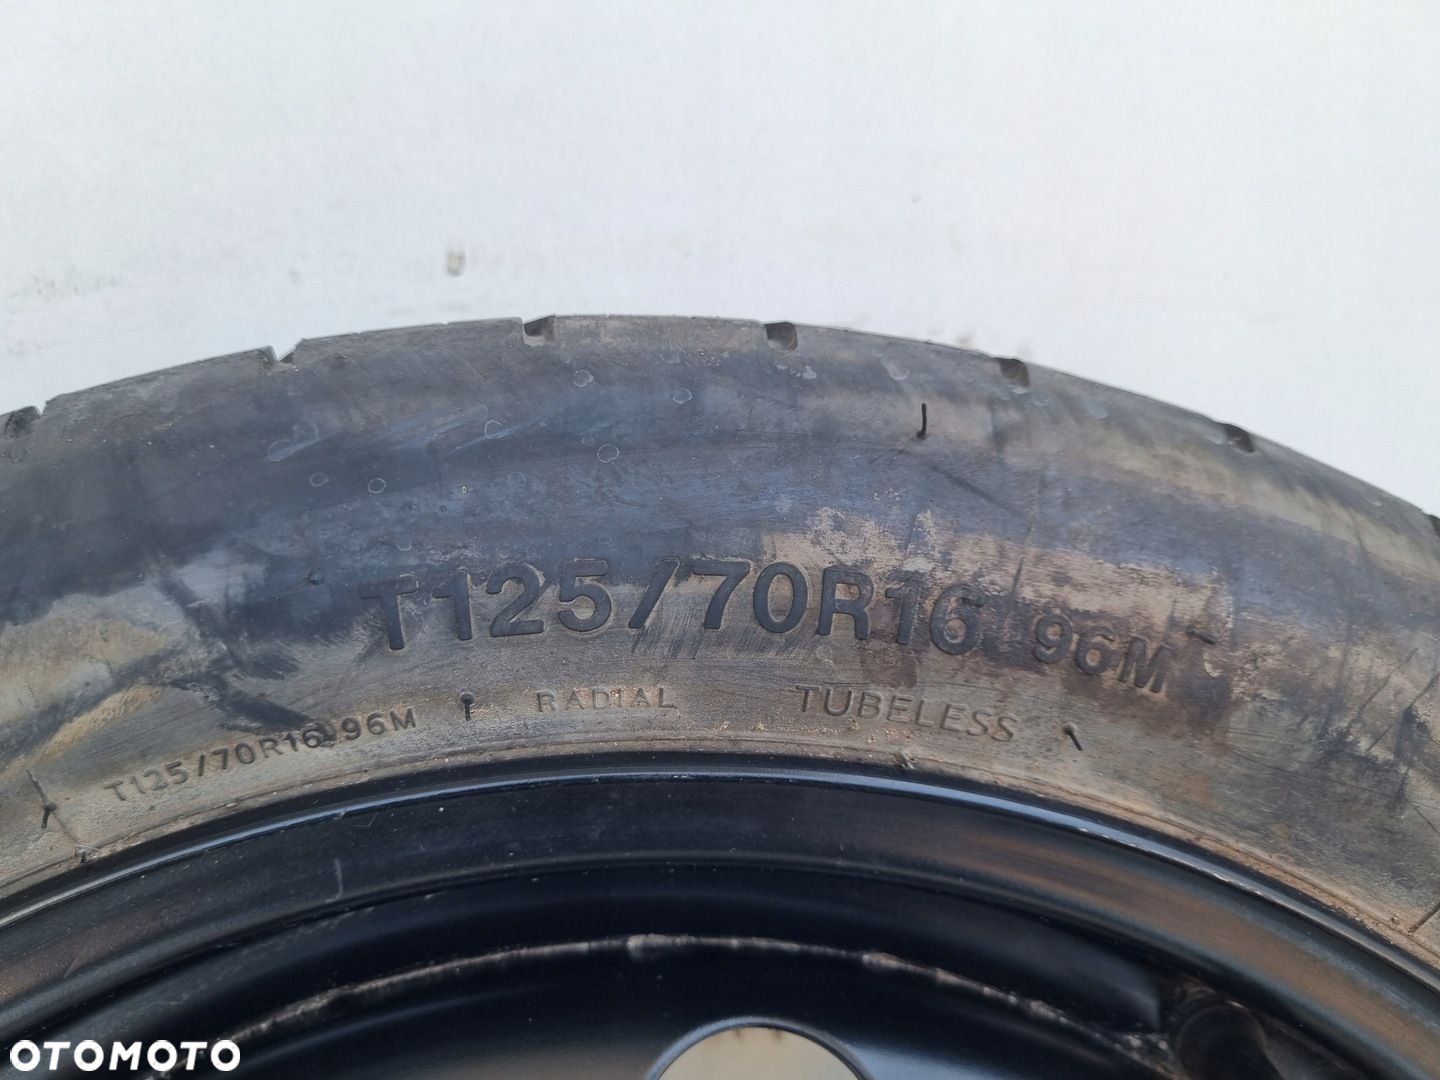 T125/70R16 96M
T125/70R16 96M RADIAL TUBELESS
OTOMOTO